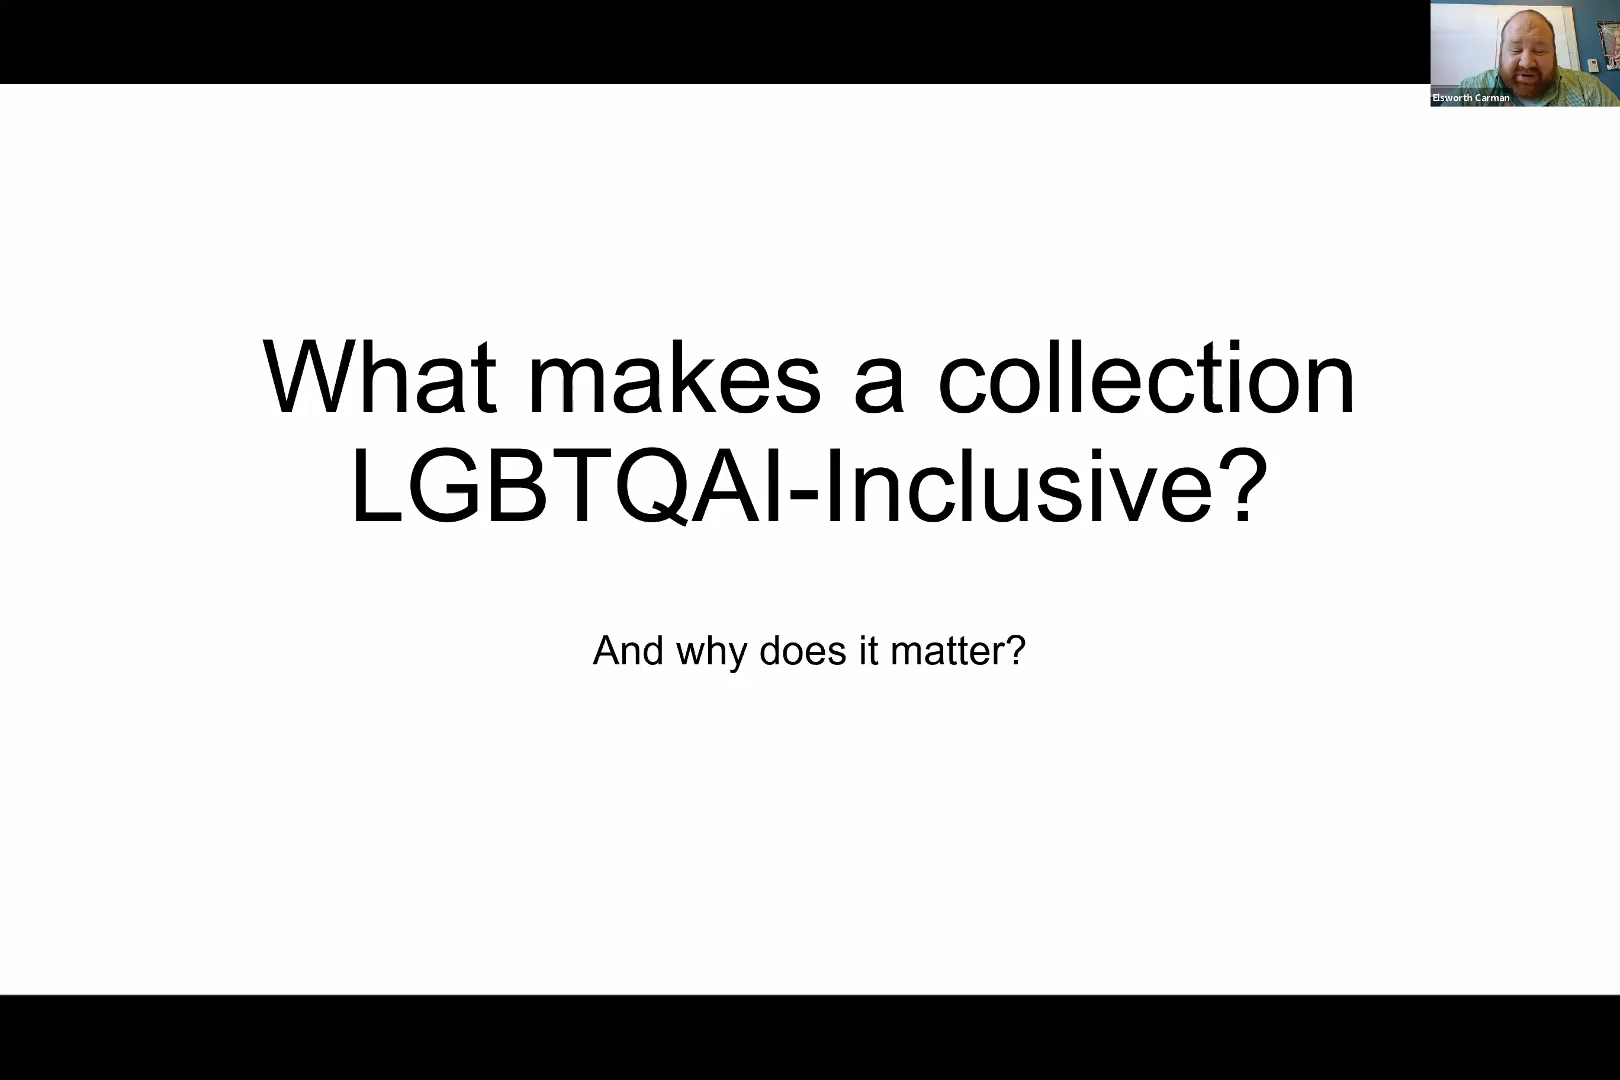 Elsworth Carman
What makes a collection
LGBTQAI-Inclusive?
And why does it matter?